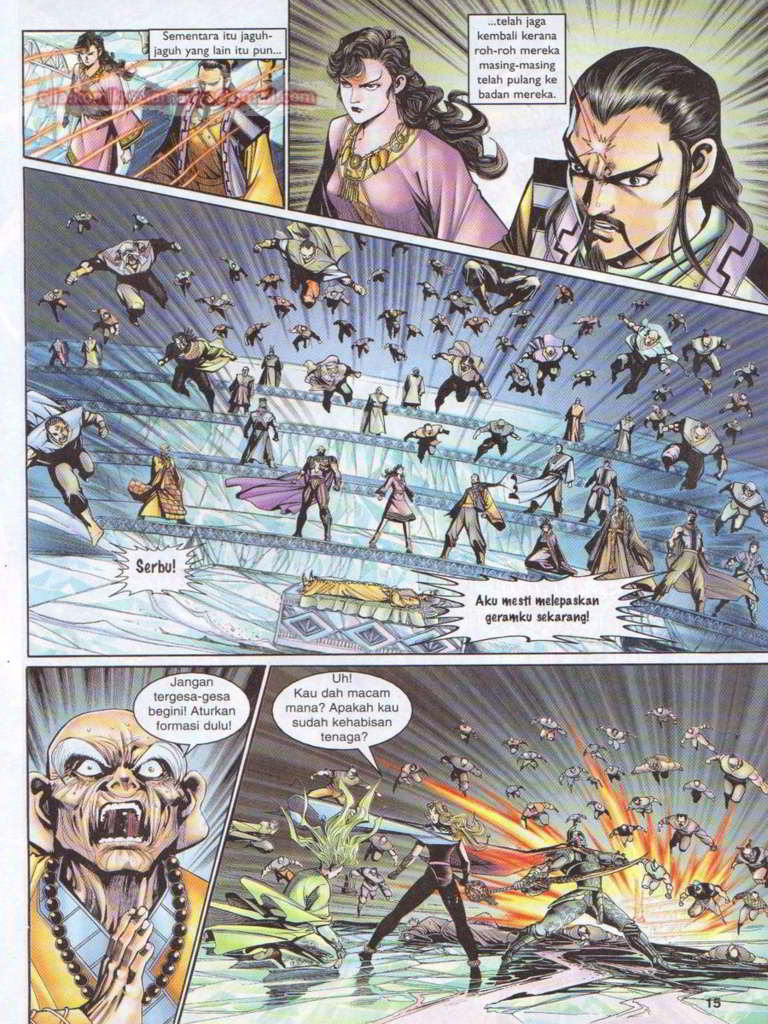 Sementara itu jaguh-
jaguh yang lain itu pun...
...telah jaga
kembali kerana
roh-roh mereka
masing-masing
telah pulang ke
badan mereka.
Serbu!
Aku mesti melepaskan
geramku sekarang!
Jangan
tergesa-gesa
begini! Aturkan
formasi dulu!
Uh!
Kau dah macam
mana? Apakah kau
sudah kehabisan
tenaga?
15